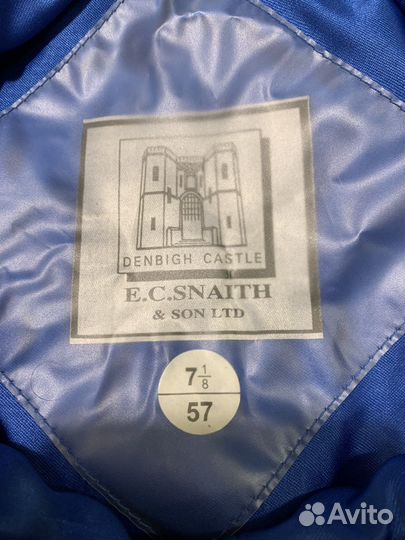 DENBIGH CASTLE
E.C.SNAITH
& SON LTD
7 1/8
57
Avito